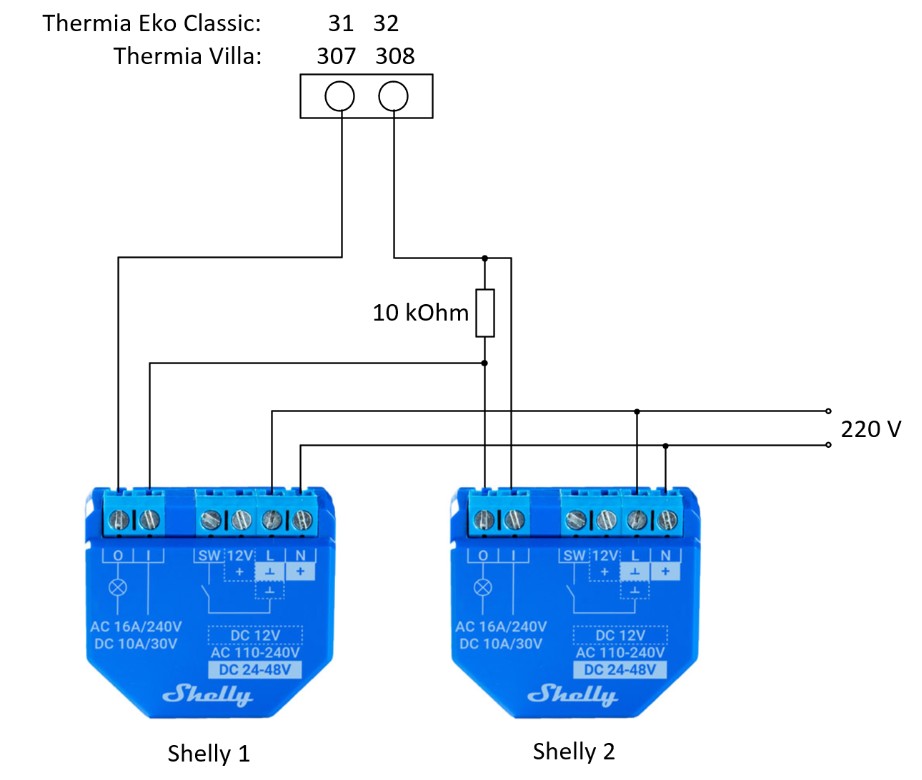 Thermia Eko Classic: 31 32
Thermia Villa: 307 308
10 kOhm
220 V
O I SW 12V L N
+ ⊥ +
⊥
AC 16A/240V
DC 10A/30V
DC 12V
AC 110-240V
DC 24-48V
Shelly
O I SW 12V L N
+ ⊥ +
⊥
AC 16A/240V
DC 10A/30V
DC 12V
AC 110-240V
DC 24-48V
Shelly
Shelly 1
Shelly 2